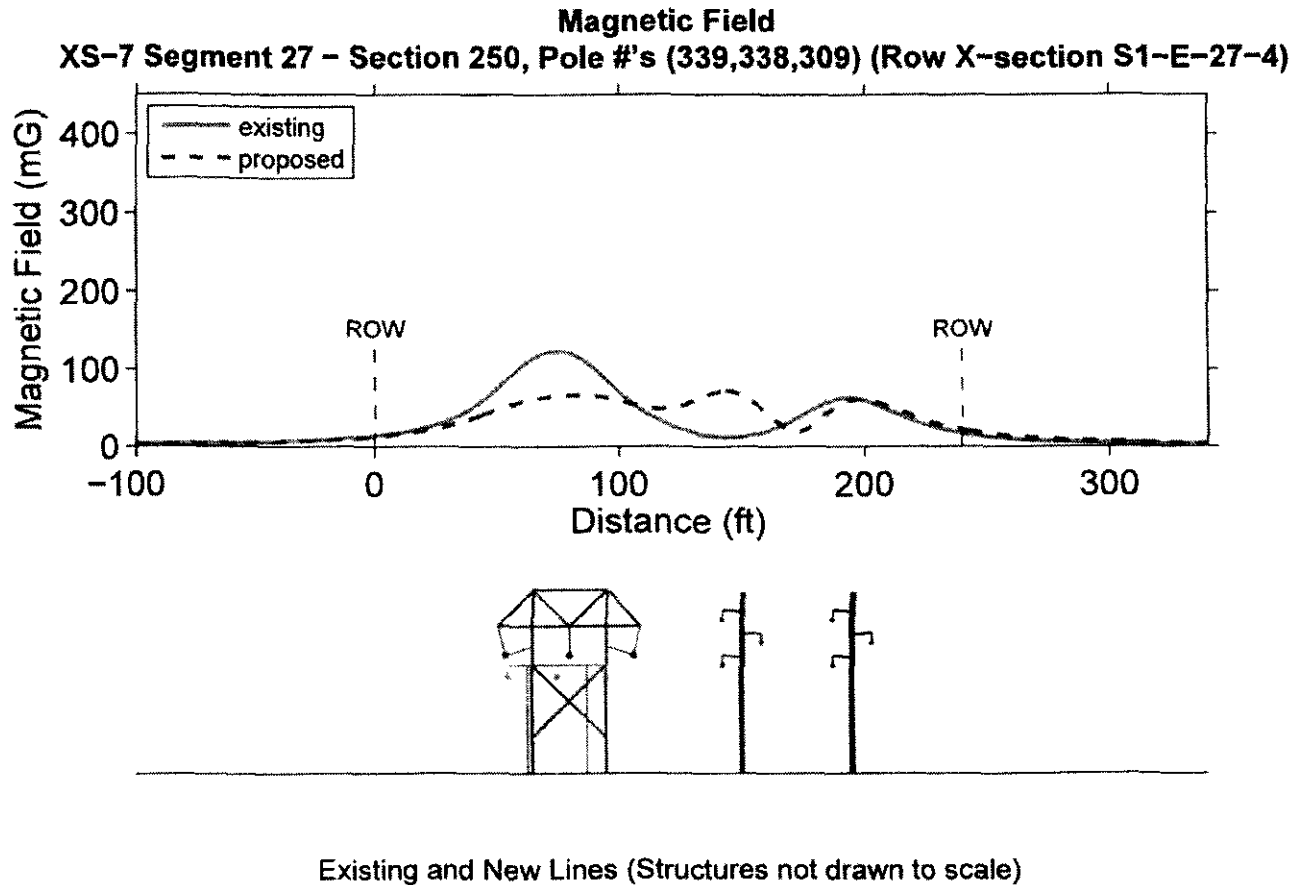 Magnetic Field
XS-7 Segment 27 – Section 250, Pole #'s (339,338,309) (Row X-section S1-E-27-4)
existing
proposed
Magnetic Field (mG)
400
300
200
100
0
ROW
ROW
−100
0
100
200
300
Distance (ft)
Existing and New Lines (Structures not drawn to scale)